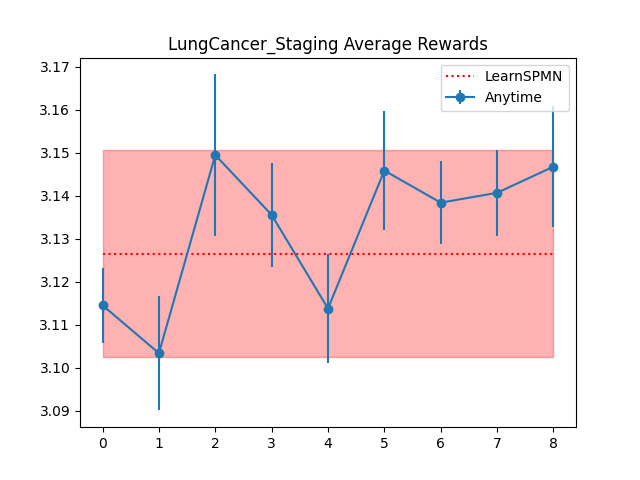 LungCancer_Staging Average Rewards
LearnSPMN
Anytime
3.17
3.16
3.15
3.14
3.13
3.12
3.11
3.10
3.09
0 1 2 3 4 5 6 7 8